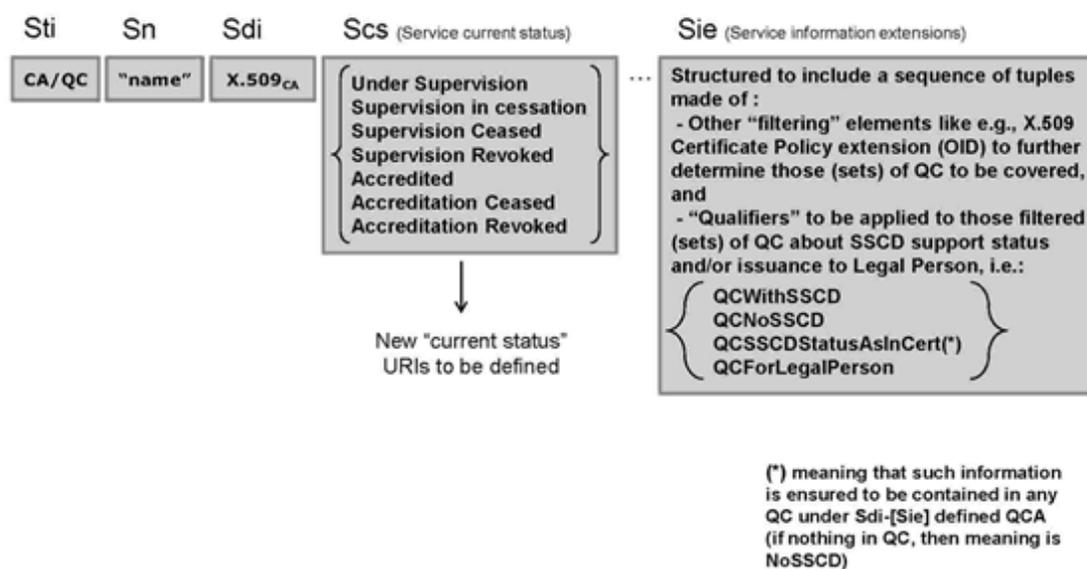 Sti Sn Sdi Scs (Service current status) Sie (Service information extensions)
CA/QC "name" X.509CA
Under Supervision
Supervision in cessation
Supervision Ceased
Supervision Revoked
Accredited
Accreditation Ceased
Accreditation Revoked
...
Structured to include a sequence of tuples
made of :
- Other "filtering" elements like e.g., X.509
Certificate Policy extension (OID) to further
determine those (sets) of QC to be covered,
and
- "Qualifiers" to be applied to those filtered
(sets) of QC about SSCD support status
and/or issuance to Legal Person, i.e.:
QCWithSSCD
QCNoSSCD
QCSSCDStatusAsInCert(*)
QCForLegalPerson
New "current status"
URIs to be defined
(*) meaning that such information
is ensured to be contained in any
QC under Sdi-[Sie] defined QCA
(if nothing in QC, then meaning is
NoSSCD)